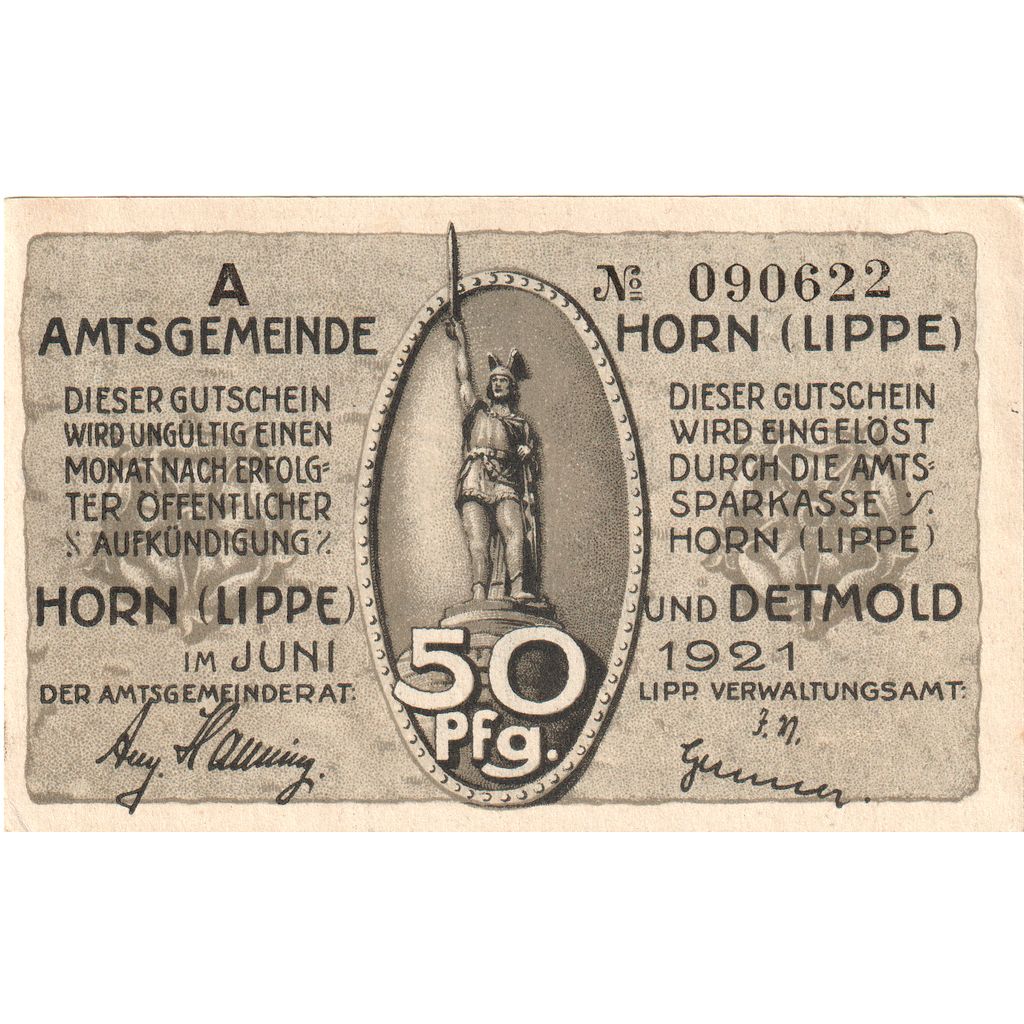 A
№ 090622
AMTSGEMEINDE
HORN (LIPPE)
DIESER GUTSCHEIN
WIRD UNGÜLTIG EINEN
MONAT NACH ERFOLG=
TER ÖFFENTLICHER
AUFKÜNDIGUNG
DIESER GUTSCHEIN
WIRD EINGELÖST
DURCH DIE AMTS=
SPARKASSE
HORN (LIPPE)
HORN (LIPPE)
UND DETMOLD
IM JUNI
1921
DER AMTSGEMEINDERAT:
LIPP. VERWALTUNGSAMT:
50
Pfg.